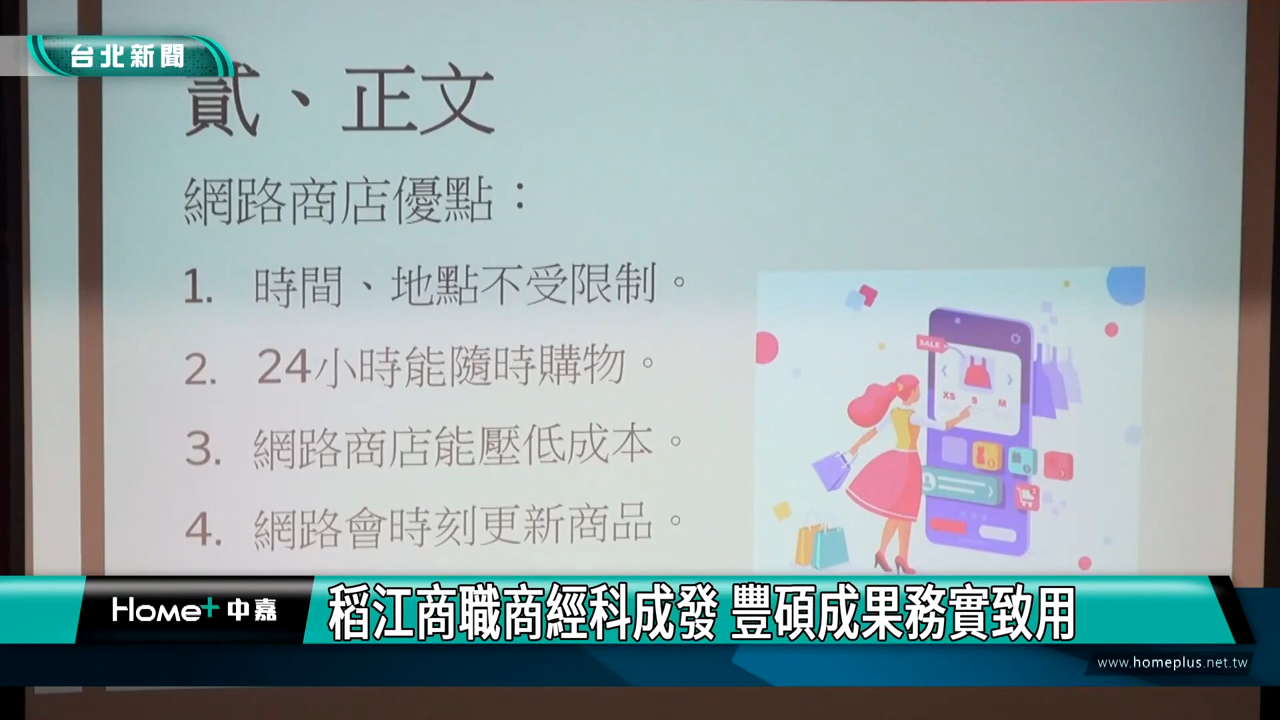 台北新聞
貳、正文
網路商店優點：
1. 時間、地點不受限制。
2. 24小時能隨時購物。
3. 網路商店能壓低成本。
4. 網路會時刻更新商品。
SALE
XS S M
Home+ 中嘉
稻江商職商經科成發 豐碩成果務實致用
www.homeplus.net.tw